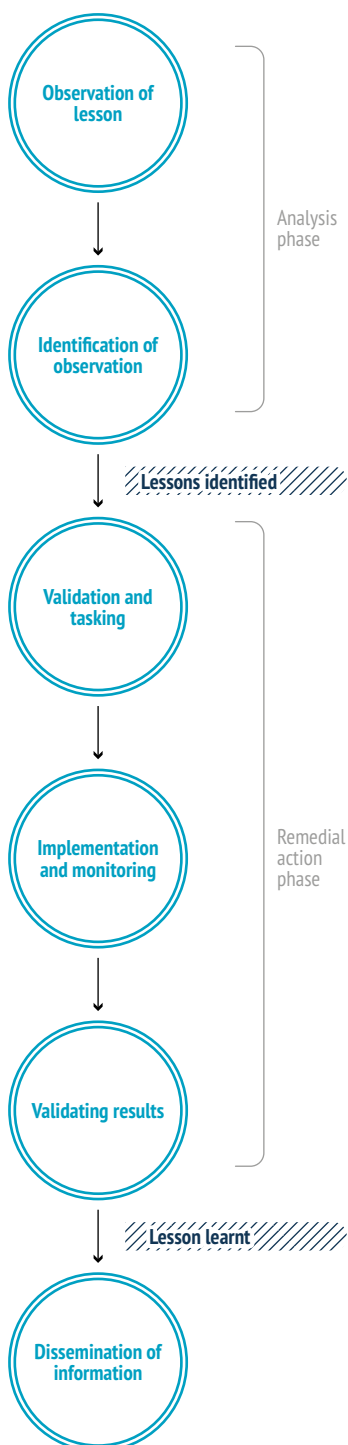 Observation of
lesson
Analysis
phase
Identification of
observation
Lessons identified
Validation and
tasking
Implementation
and monitoring
Remedial
action
phase
Validating results
Lesson learnt
Dissemination of
information